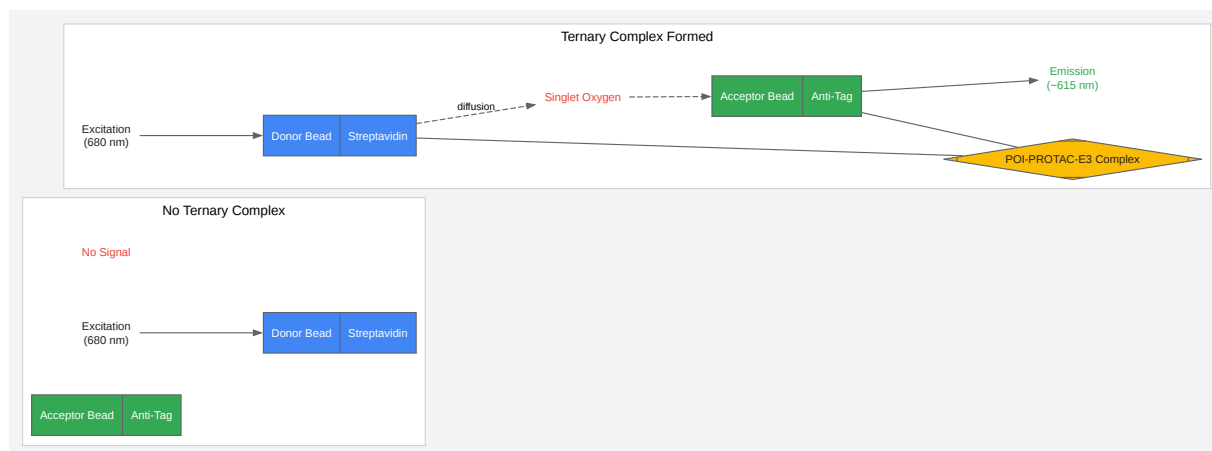 Ternary Complex Formed
Excitation
(680 nm)
Donor Bead
Streptavidin
diffusion
Singlet Oxygen
Acceptor Bead
Anti-Tag
Emission
(~615 nm)
POI-PROTAC-E3 Complex
No Ternary Complex
No Signal
Excitation
(680 nm)
Donor Bead
Streptavidin
Acceptor Bead
Anti-Tag